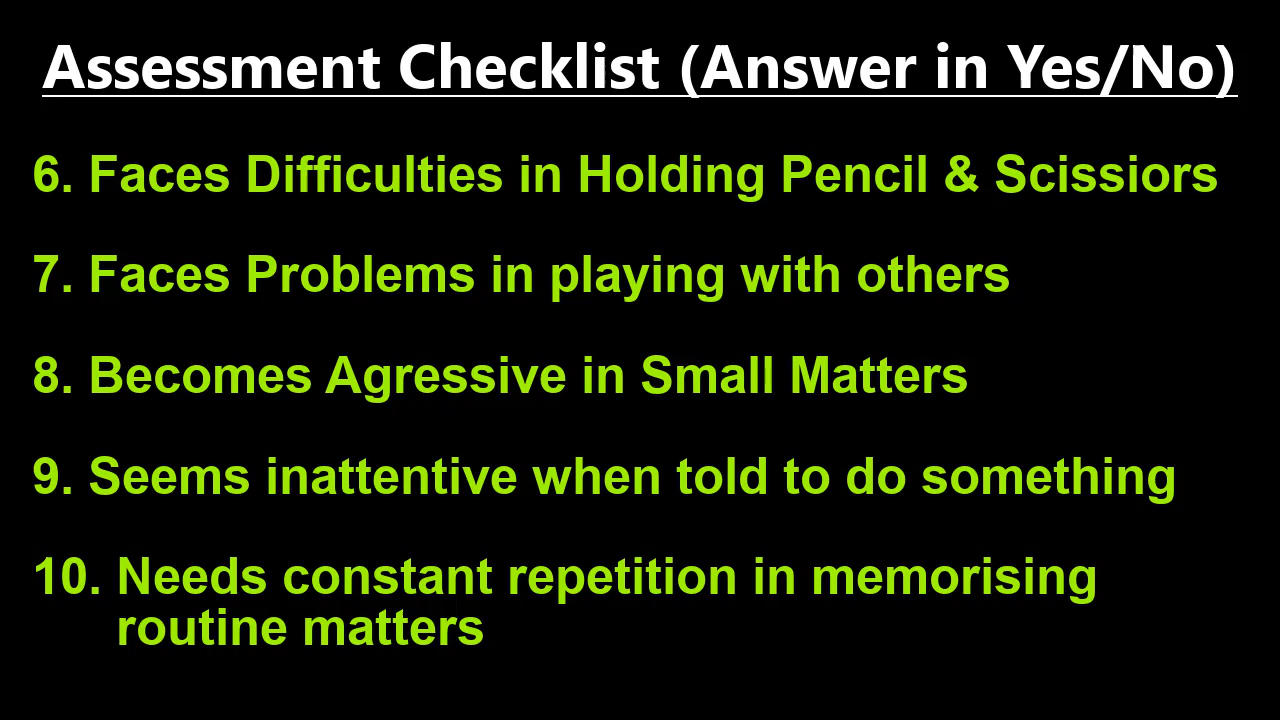 Assessment Checklist (Answer in Yes/No)
6. Faces Difficulties in Holding Pencil & Scissiors
7. Faces Problems in playing with others
8. Becomes Agressive in Small Matters
9. Seems inattentive when told to do something
10. Needs constant repetition in memorising
routine matters